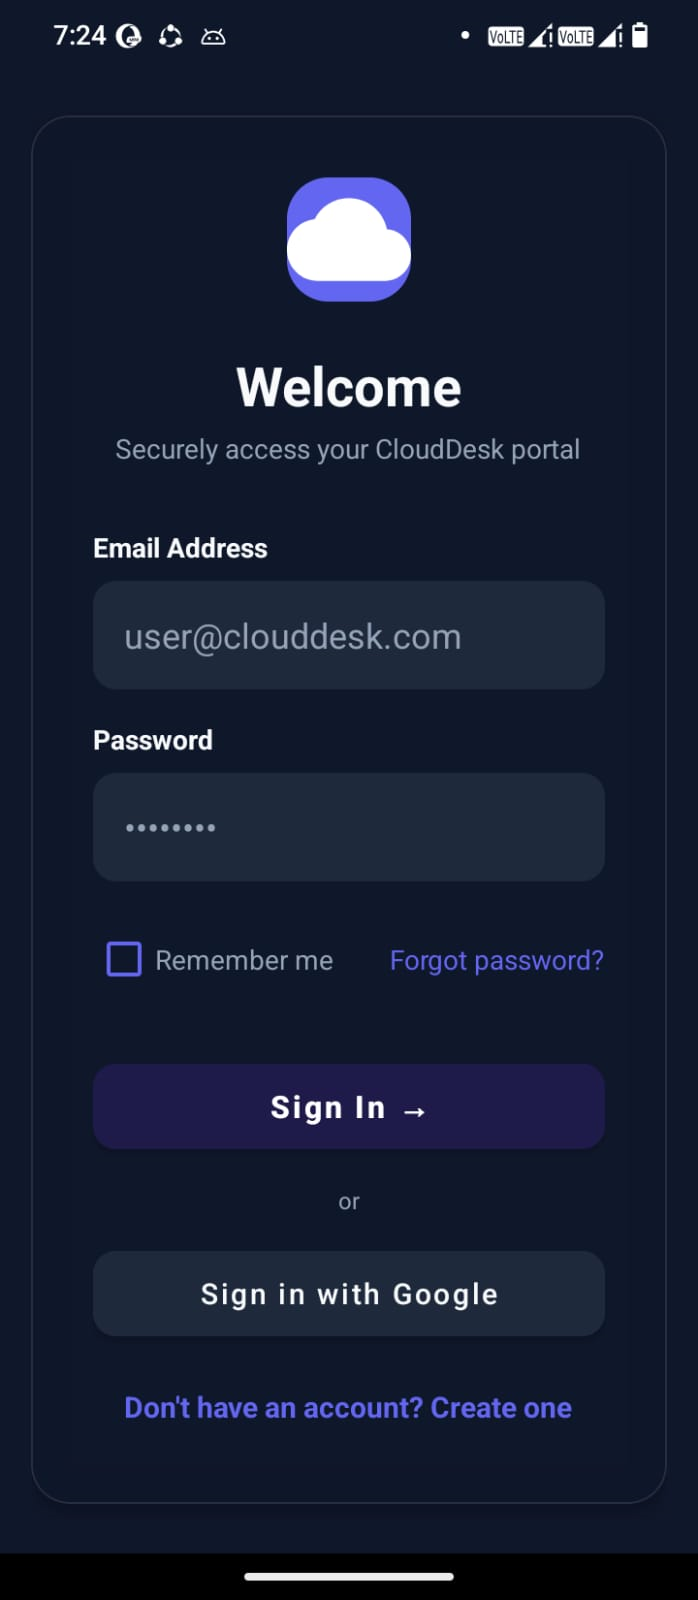 7:24 VoLTE VoLTE
Welcome
Securely access your CloudDesk portal
Email Address
user@clouddesk.com
Password
••••••••
Remember me Forgot password?
Sign In →
or
Sign in with Google
Don't have an account? Create one